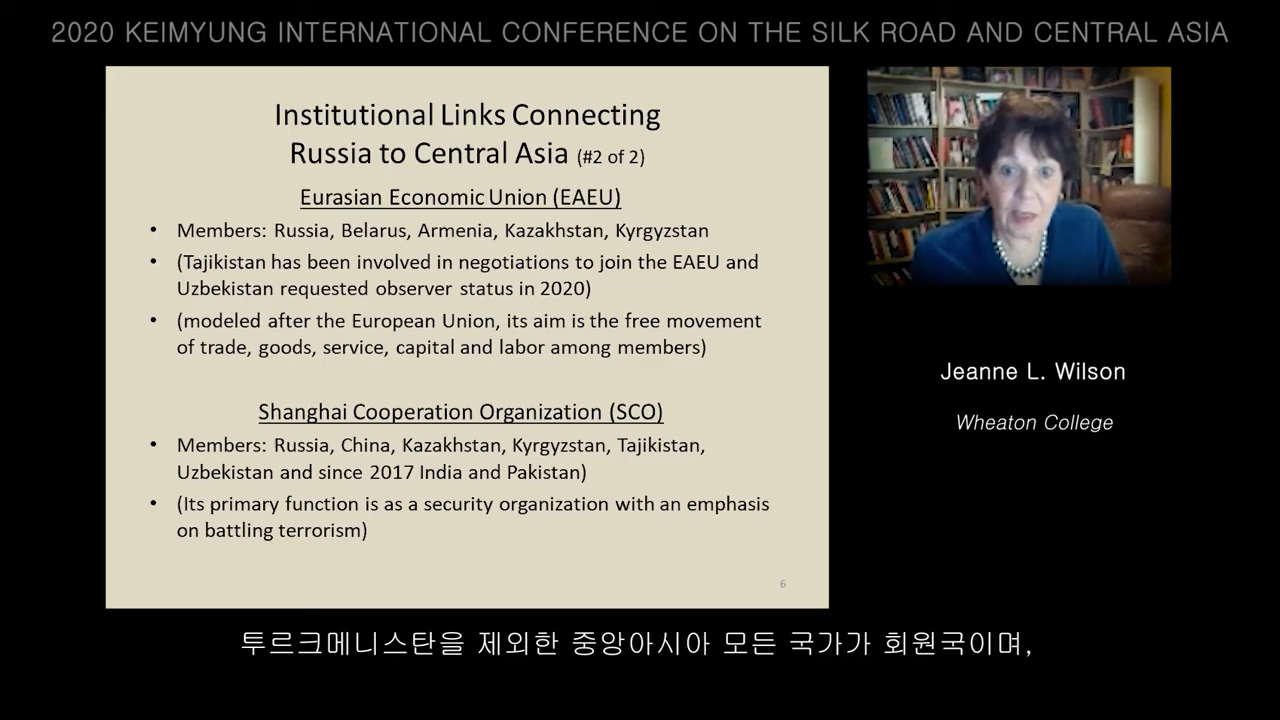 2020 KEIMYUNG INTERNATIONAL CONFERENCE ON THE SILK ROAD AND CENTRAL ASIA
Institutional Links Connecting
Russia to Central Asia (#2 of 2)
Eurasian Economic Union (EAEU)
• Members: Russia, Belarus, Armenia, Kazakhstan, Kyrgyzstan
• (Tajikistan has been involved in negotiations to join the EAEU and
Uzbekistan requested observer status in 2020)
• (modeled after the European Union, its aim is the free movement
of trade, goods, service, capital and labor among members)
Shanghai Cooperation Organization (SCO)
• Members: Russia, China, Kazakhstan, Kyrgyzstan, Tajikistan,
Uzbekistan and since 2017 India and Pakistan)
• (Its primary function is as a security organization with an emphasis
on battling terrorism)
6
Jeanne L. Wilson
Wheaton College
투르크메니스탄을 제외한 중앙아시아 모든 국가가 회원국이며,